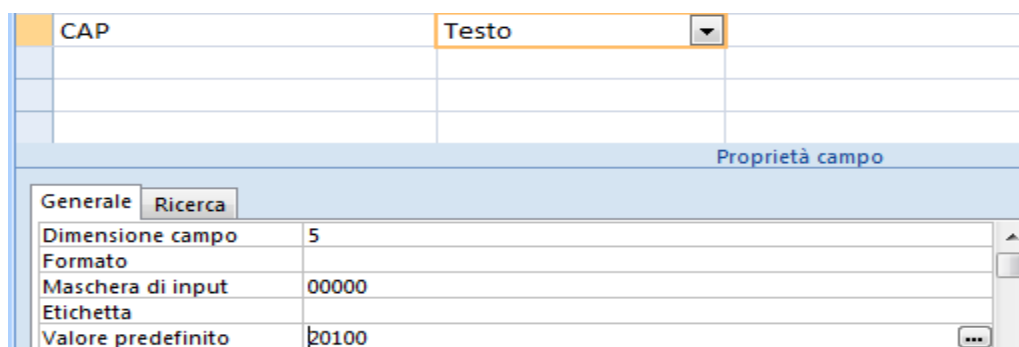 CAP Testo
Proprietà campo
Generale Ricerca
Dimensione campo 5
Formato
Maschera di input 00000
Etichetta
Valore predefinito 20100